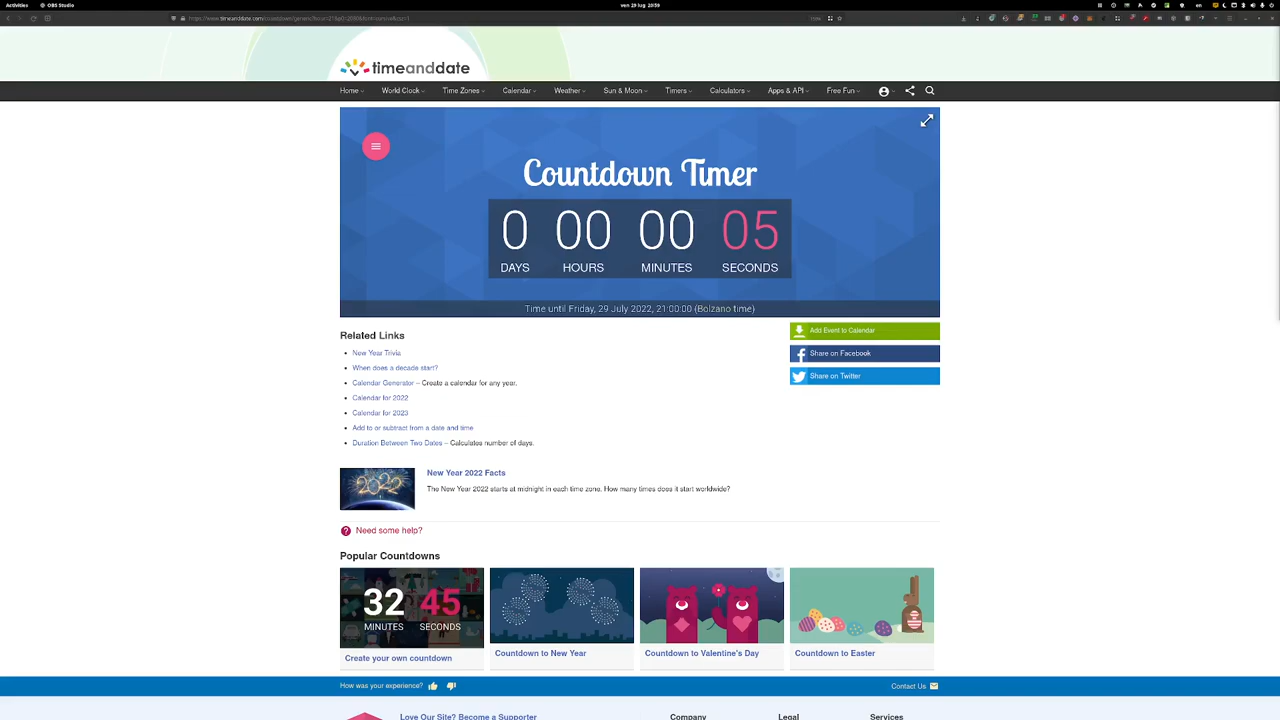 Activities
OBS Studio
ven 29 lug 20:59
en
timeanddate
Home
World Clock
Time Zones
Calendar
Weather
Sun & Moon
Timers
Calculators
Apps & API
Free Fun
Countdown Timer
0 00 00 05
DAYS HOURS MINUTES SECONDS
Time until Friday, 29 July 2022, 21:00:00 (Bolzano time)
Related Links
New Year Trivia
When does a decade start?
Calendar Generator – Create a calendar for any year.
Calendar for 2022
Calendar for 2023
Add to or subtract from a date and time
Duration Between Two Dates – Calculates number of days.
Add Event to Calendar
Share on Facebook
Share on Twitter
2022
New Year 2022 Facts
The New Year 2022 starts at midnight in each time zone. How many times does it start worldwide?
Need some help?
Popular Countdowns
32 45
MINUTES SECONDS
Create your own countdown
Countdown to New Year
Countdown to Valentine's Day
Countdown to Easter
How was your experience?
Contact Us
Love Our Site? Become a Supporter
Company
Legal
Services